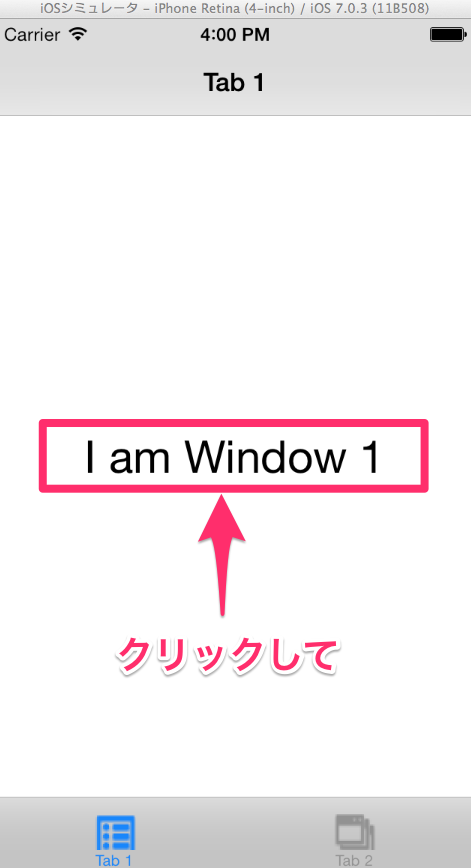 iOSシミュレータ – iPhone Retina (4-inch) / iOS 7.0.3 (11B508)
Carrier 4:00 PM
Tab 1
I am Window 1
クリックして
Tab 1 Tab 2